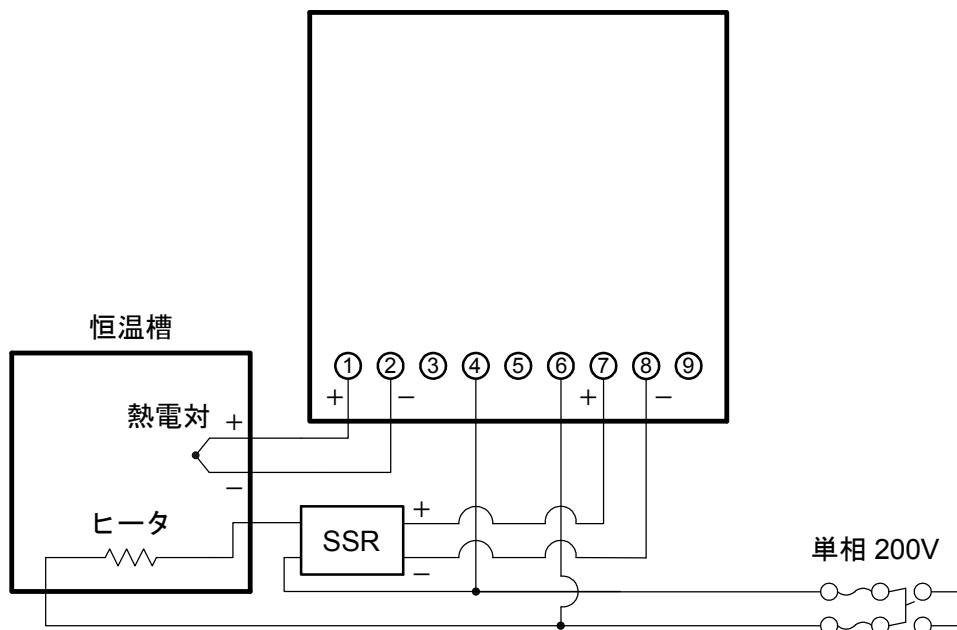 恒温槽
① ② ③ ④ ⑤ ⑥ ⑦ ⑧ ⑨
+ − + −
熱電対 +
−
ヒータ
SSR
+
−
単相 200V